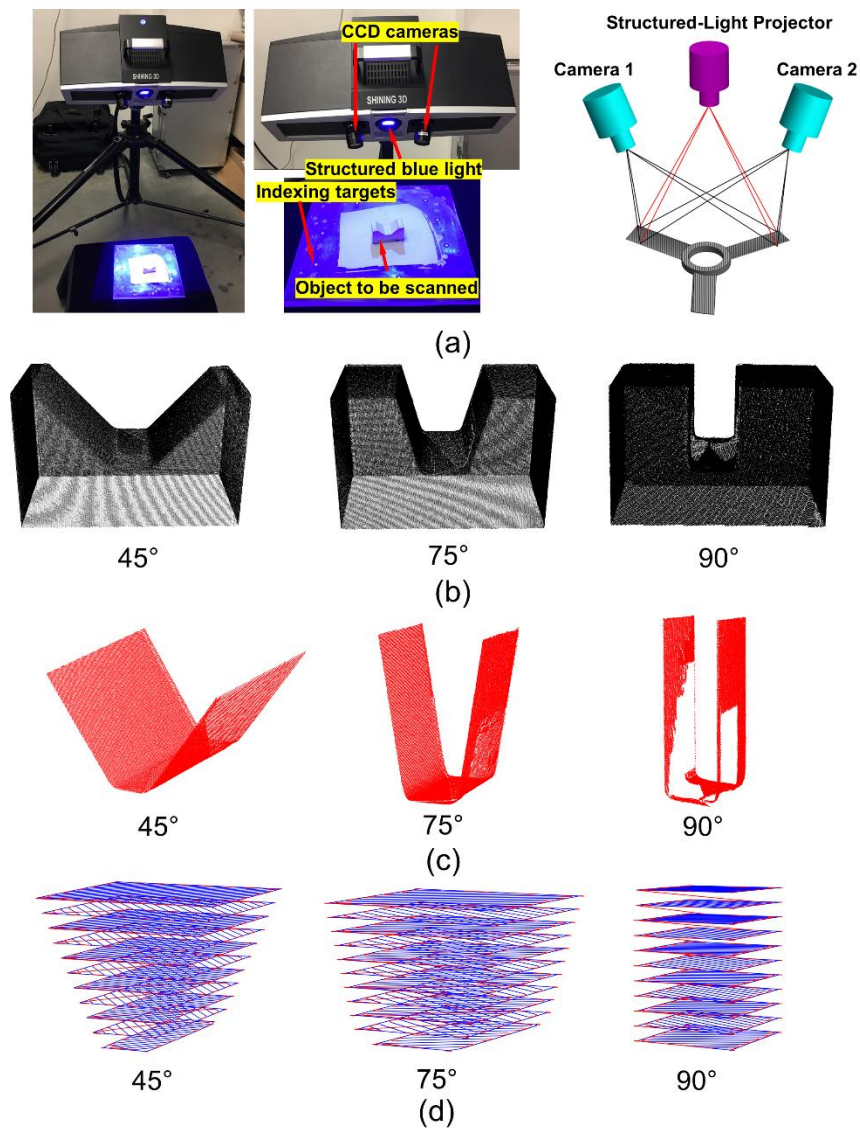 SHINING 3D
CCD cameras
SHINING 3D
Structured blue light
Indexing targets
Object to be scanned
Structured-Light Projector
Camera 1
Camera 2
(a)
45°
75°
90°
(b)
45°
75°
90°
(c)
45°
75°
90°
(d)